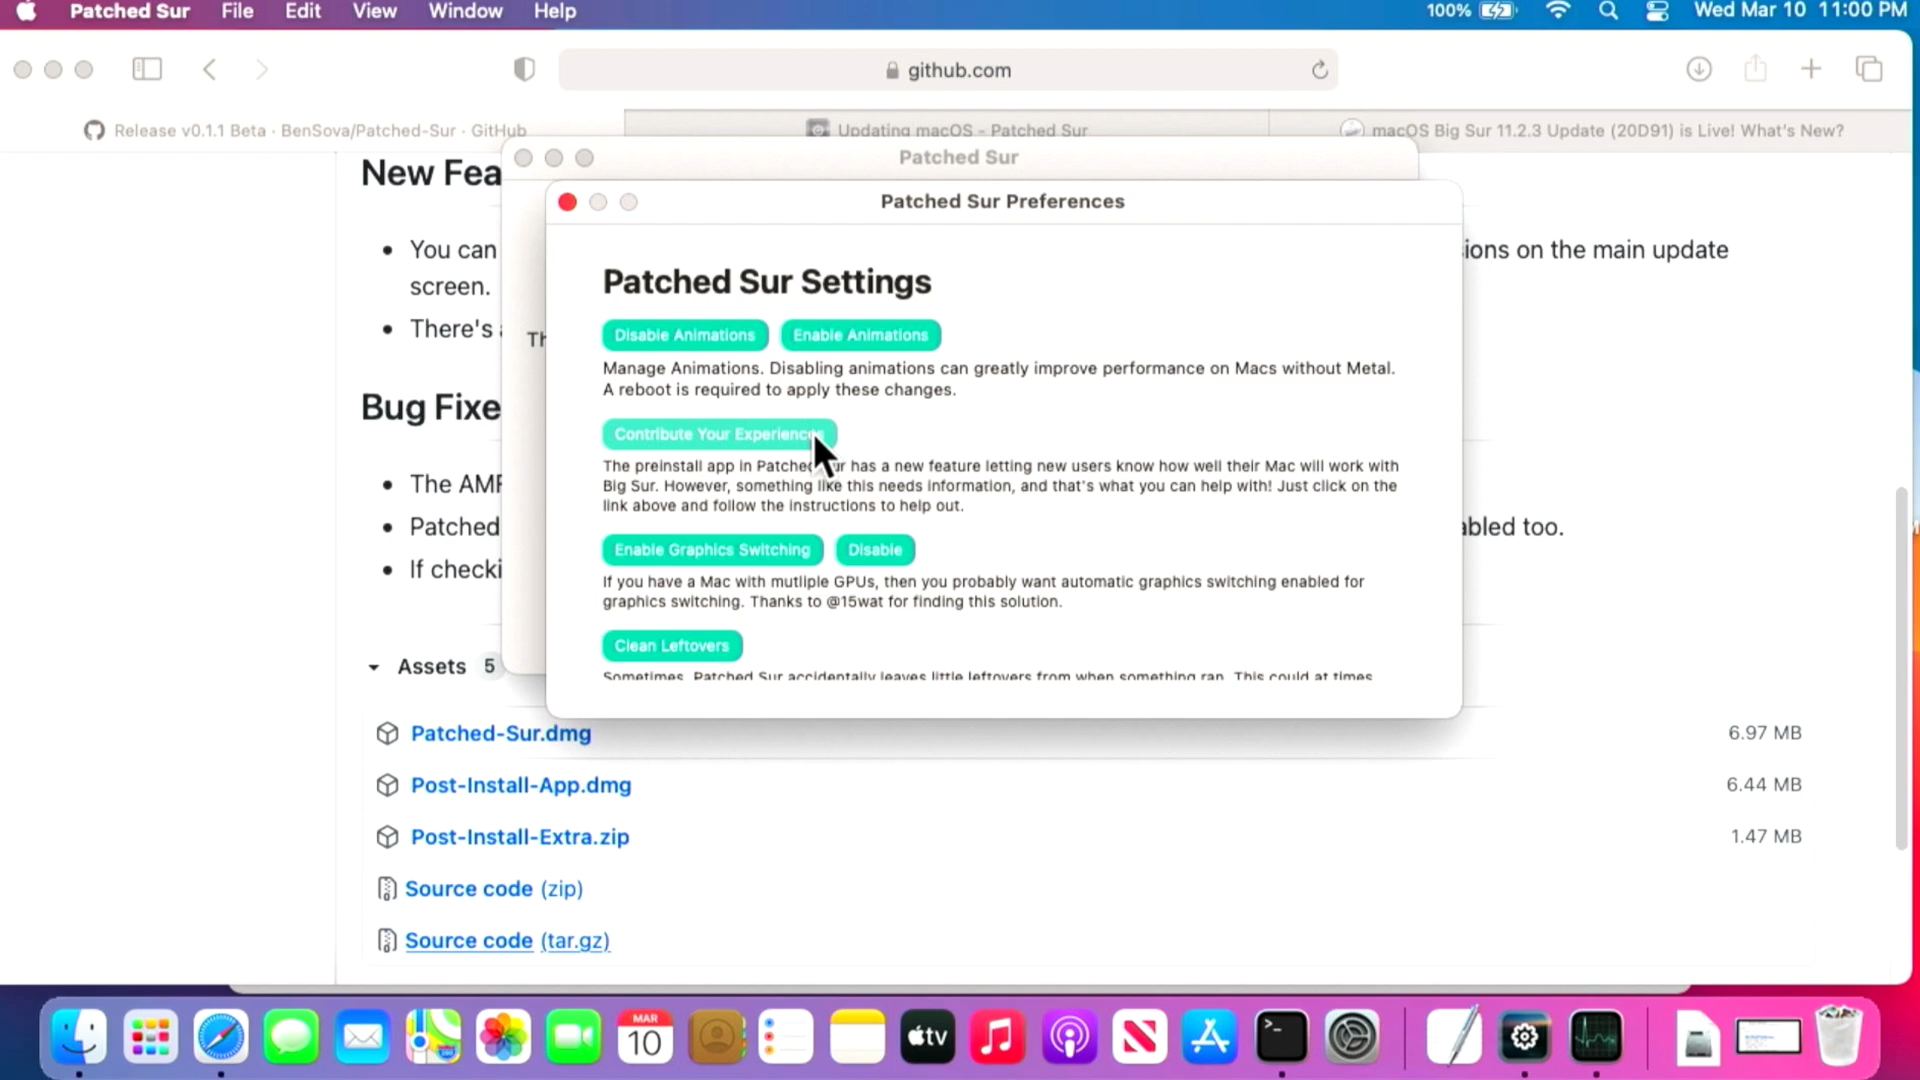 Patched Sur File Edit View Window Help 100% Wed Mar 10 11:00 PM
github.com
Release v0.1.1 Beta · BenSova/Patched-Sur · GitHub
Updating macOS - Patched Sur
macOS Big Sur 11.2.3 Update (20D91) is Live! What's New?
Patched Sur
Patched Sur Preferences
New Fea
You can
ions on the main update
screen.
There's
Th
Bug Fixe
The AMF
Patched
abled too.
If checki
Patched Sur Settings
Disable Animations Enable Animations
Manage Animations. Disabling animations can greatly improve performance on Macs without Metal.
A reboot is required to apply these changes.
Contribute Your Experiences
The preinstall app in Patched Sur has a new feature letting new users know how well their Mac will work with
Big Sur. However, something like this needs information, and that's what you can help with! Just click on the
link above and follow the instructions to help out.
Enable Graphics Switching Disable
If you have a Mac with mutliple GPUs, then you probably want automatic graphics switching enabled for
graphics switching. Thanks to @15wat for finding this solution.
Clean Leftovers
Sometimes, Patched Sur accidentally leaves little leftovers from when something ran. This could at times
Assets 5
Patched-Sur.dmg 6.97 MB
Post-Install-App.dmg 6.44 MB
Post-Install-Extra.zip 1.47 MB
Source code (zip)
Source code (tar.gz)
MAR
10
tv